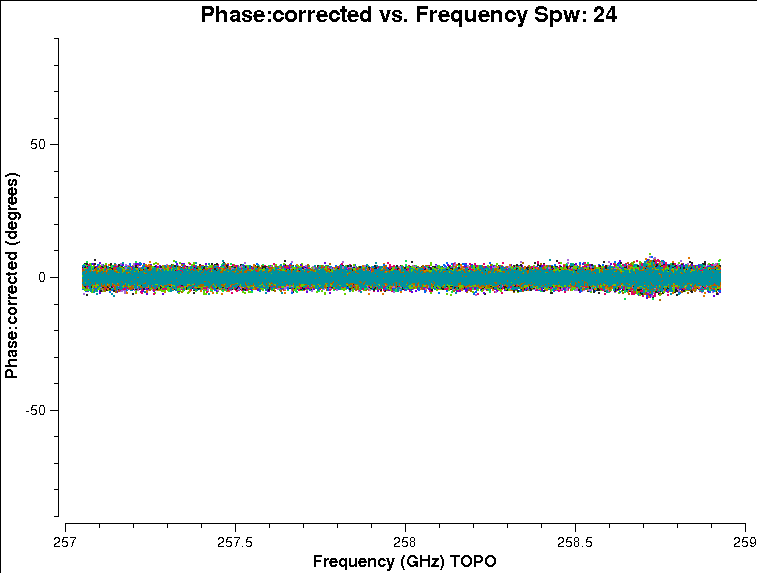 Phase:corrected vs. Frequency Spw: 24
Phase:corrected (degrees)
50
0
-50
257
257.5
258
258.5
259
Frequency (GHz) TOPO